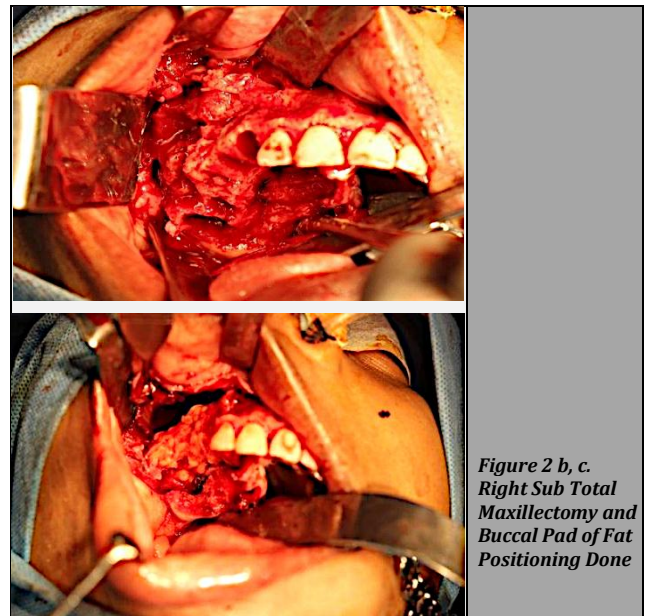 Figure 2 b, c.
Right Sub Total
Maxillectomy and
Buccal Pad of Fat
Positioning Done